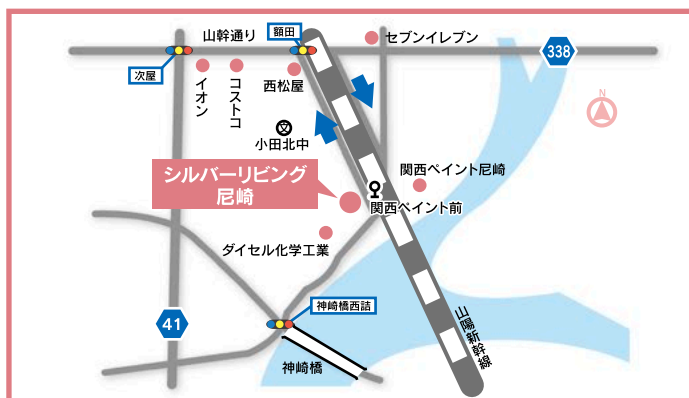 山幹通り
額田
セブンイレブン
338
次屋
イオン
コストコ
西松屋
N
小田北中
シルバーリビング
尼崎
関西ペイント尼崎
関西ペイント前
ダイセル化学工業
神崎橋西詰
41
神崎橋
山陽新幹線